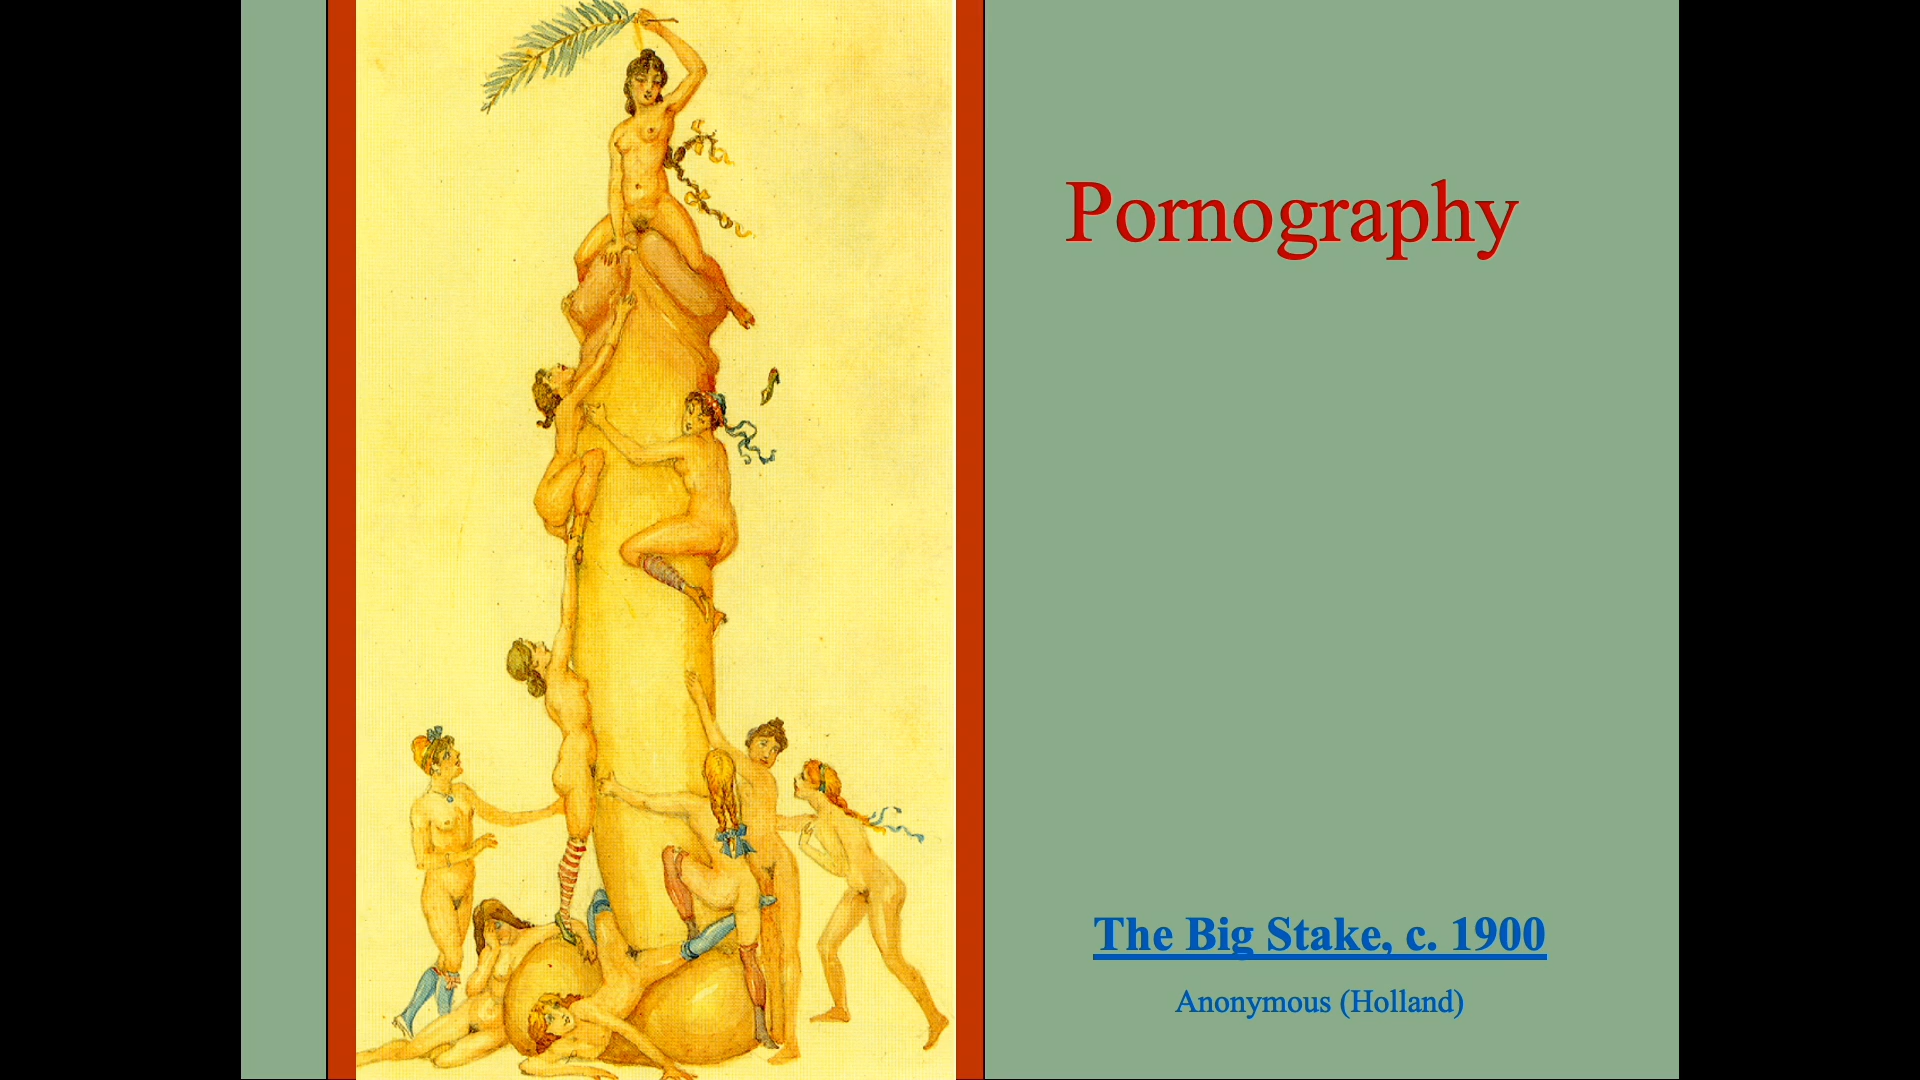 Pornography
The Big Stake, c. 1900
Anonymous (Holland)